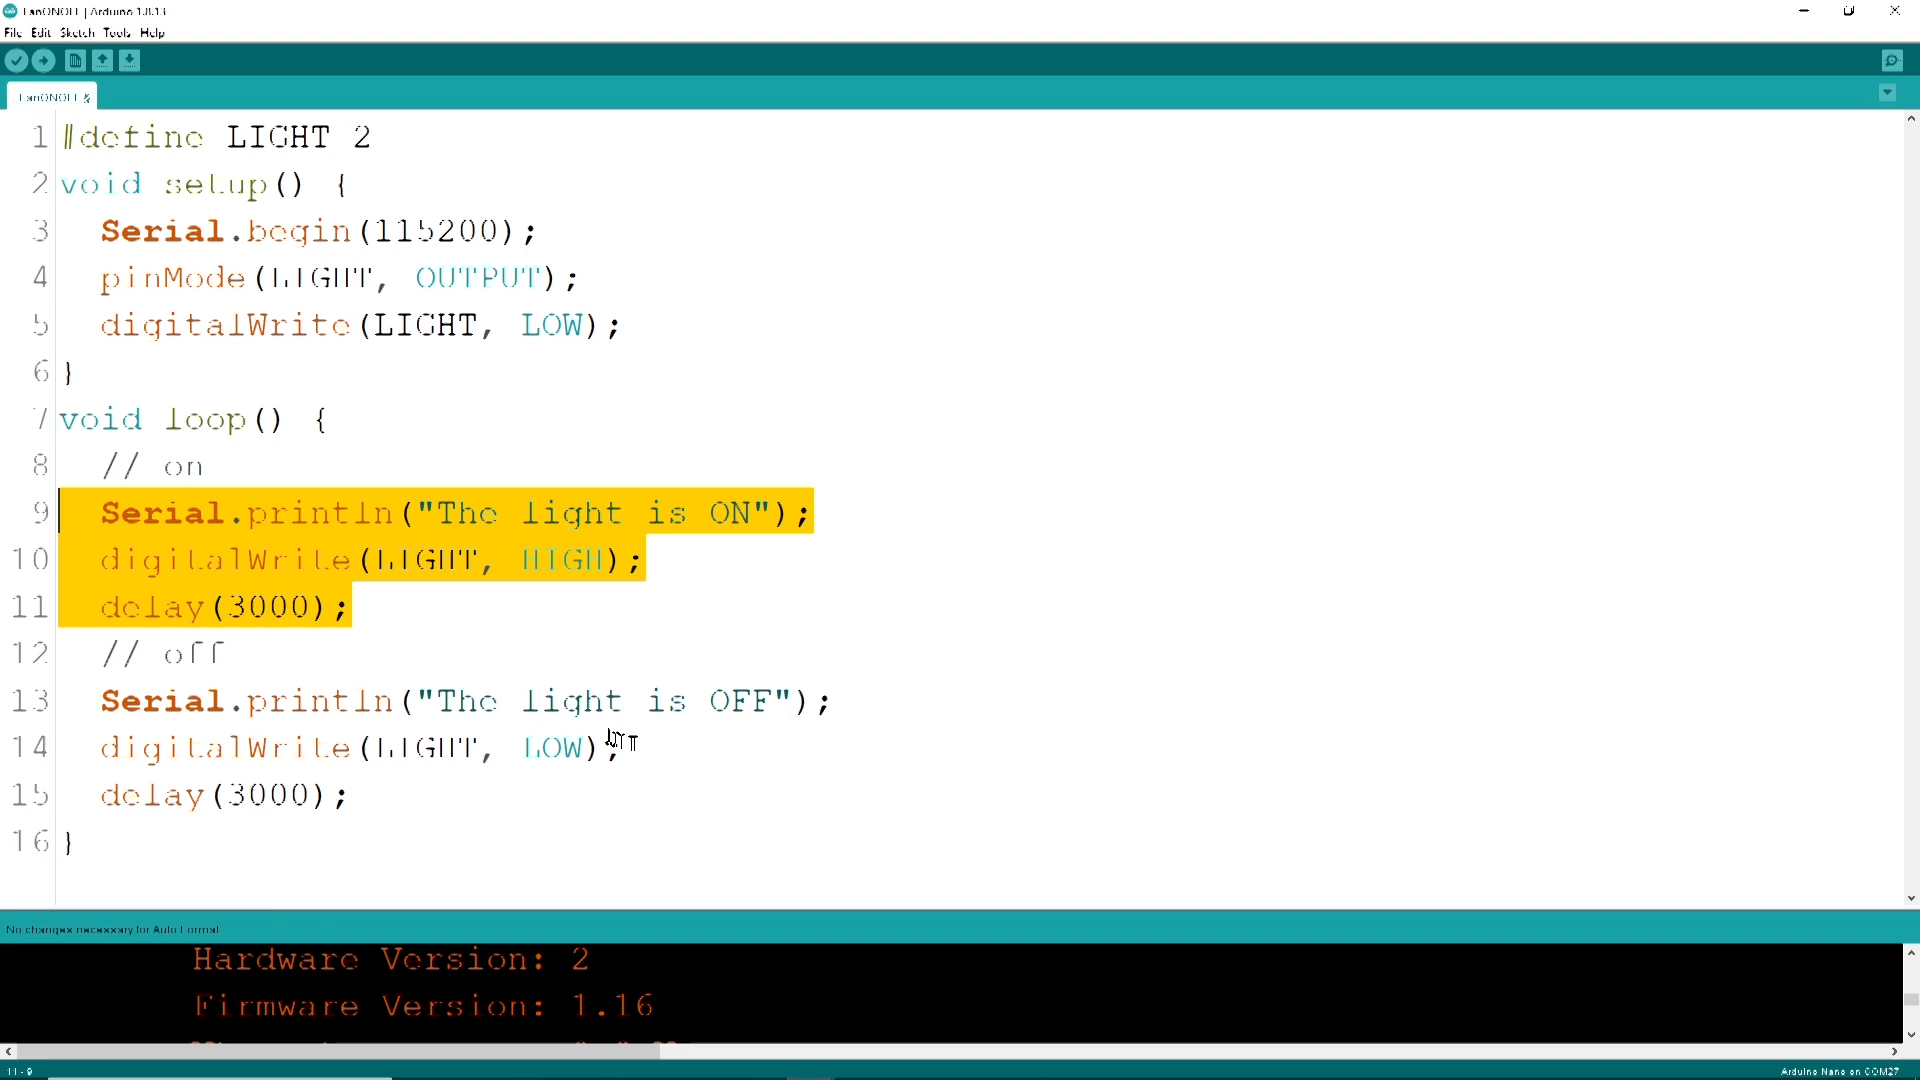 FanONOFF | Arduino 1.8.13
File Edit Sketch Tools Help
FanONOFF §
1 #define LIGHT 2
2 void setup() {
3 Serial.begin(115200);
4 pinMode(LIGHT, OUTPUT);
5 digitalWrite(LIGHT, LOW);
6 }
7 void loop() {
8 // on
9 Serial.println("The light is ON");
10 digitalWrite(LIGHT, HIGH);
11 delay(3000);
12 // off
13 Serial.println("The light is OFF");
14 digitalWrite(LIGHT, LOW);
15 delay(3000);
16 }
No changes necessary for Auto Format.
Hardware Version: 2
Firmware Version: 1.16
11 - 9
Arduino Nano on COM27